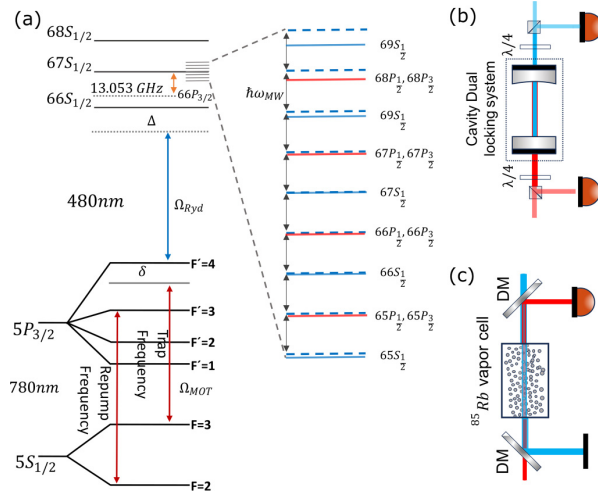 (a)
68S1/2
67S1/2
13.053 GHz
66P3/2
66S1/2
Δ
480nm
ΩRyd
F´=4
δ
F´=3
5P3/2
F´=2
F´=1
780nm
Repump Frequency
Trap Frequency
ΩMOT
F=3
5S1/2
F=2
ℏωMW
69S1/2
68P1/2,68P3/2
69S1/2
67P1/2,67P3/2
67S1/2
66P1/2,66P3/2
66S1/2
65P1/2,65P3/2
65S1/2
(b)
λ/4
Cavity Dual
locking system
λ/4
(c)
DM
85Rb vapor cell
DM